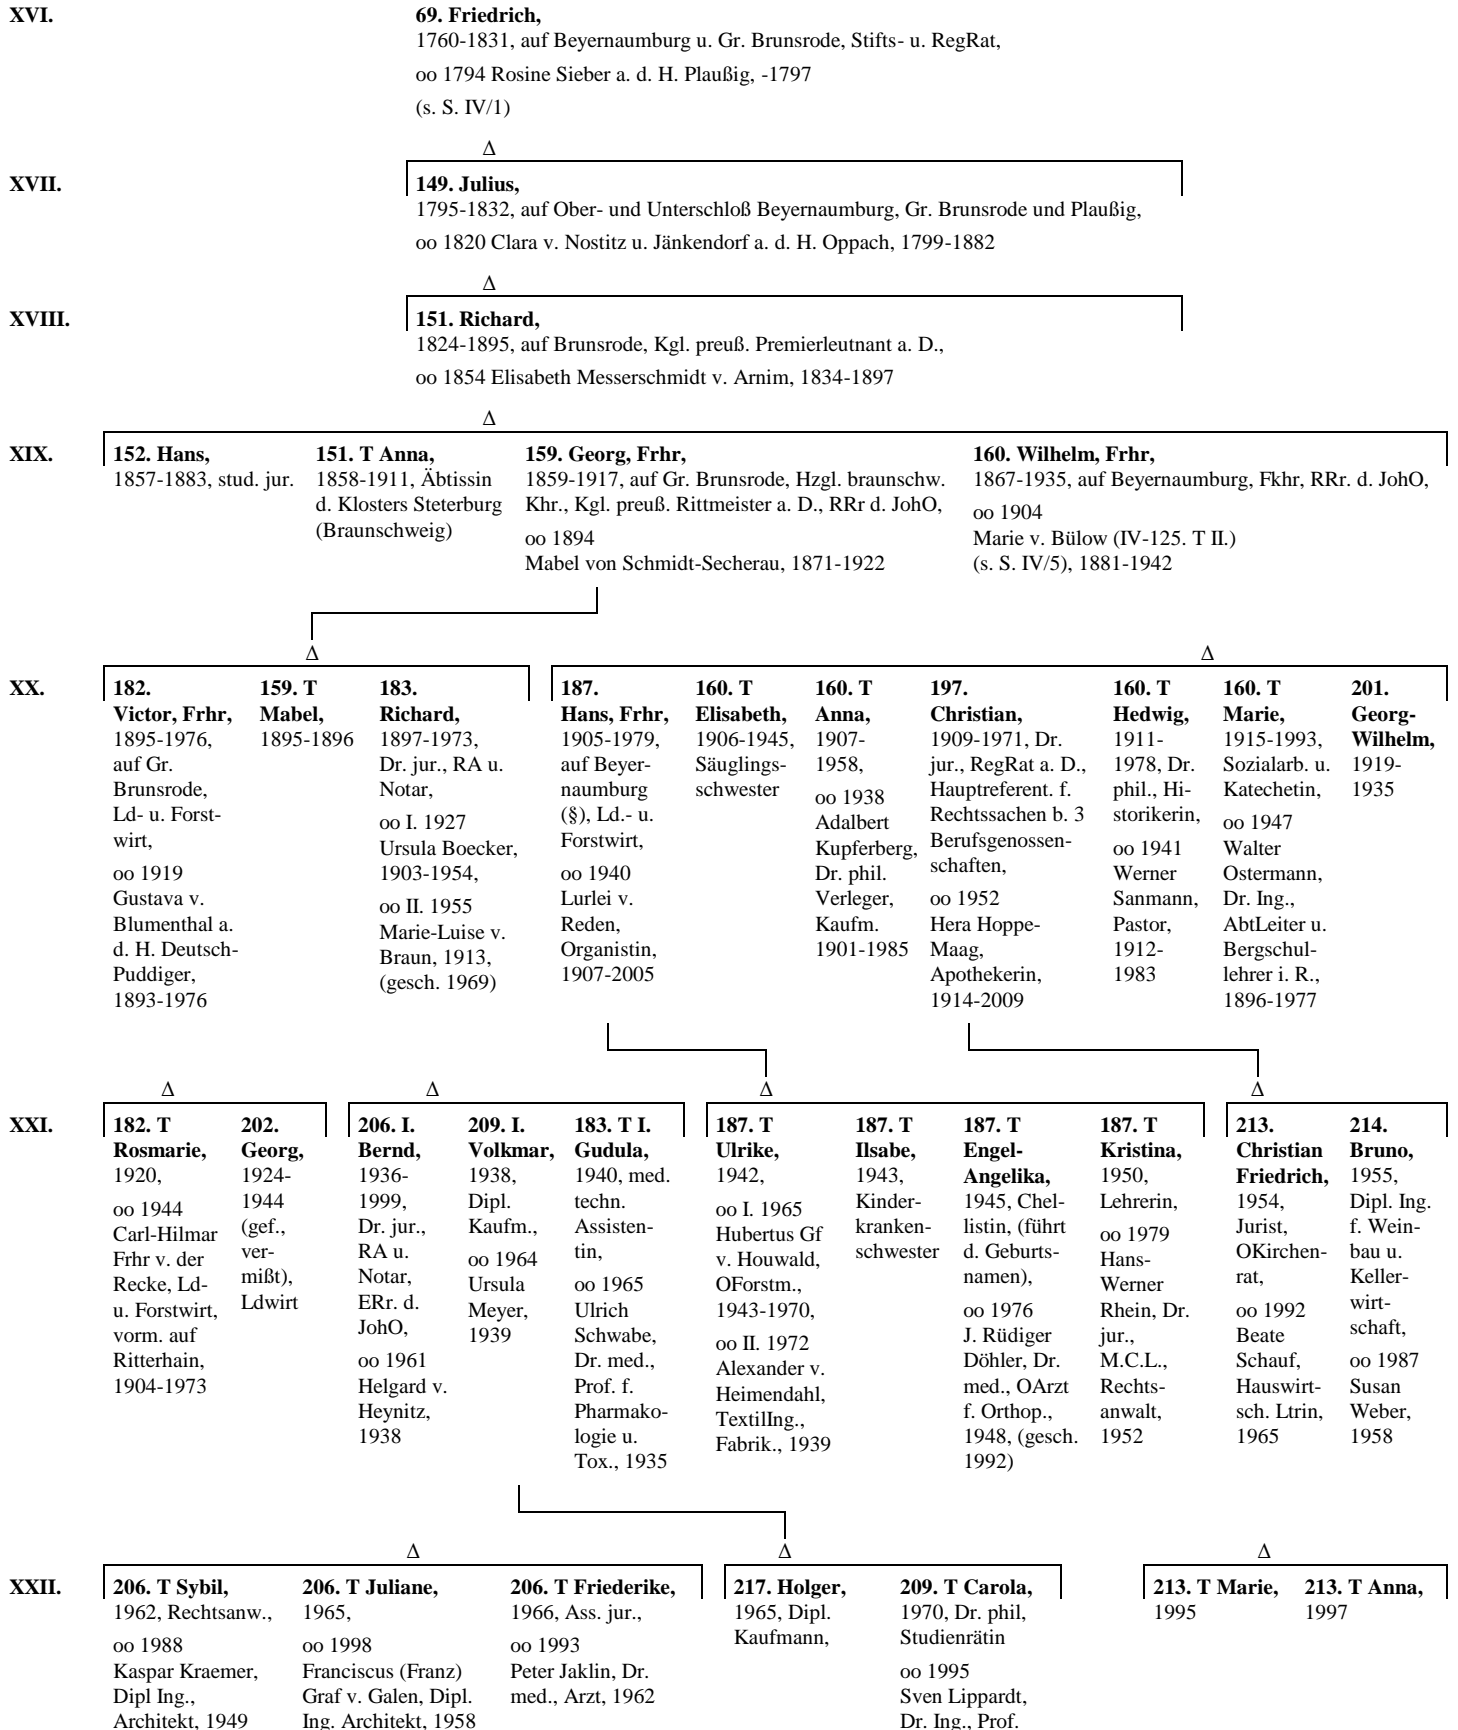 XVI.
69. Friedrich,
1760-1831, auf Beyernaumburg u. Gr. Brunsrode, Stifts- u. RegRat,
oo 1794 Rosine Sieber a. d. H. Plaußig, -1797
(s. S. IV/1)
Δ
XVII.
149. Julius,
1795-1832, auf Ober- und Unterschloß Beyernaumburg, Gr. Brunsrode und Plaußig,
oo 1820 Clara v. Nostitz u. Jänkendorf a. d. H. Oppach, 1799-1882
Δ
XVIII.
151. Richard,
1824-1895, auf Brunsrode, Kgl. preuß. Premierleutnant a. D.,
oo 1854 Elisabeth Messerschmidt v. Arnim, 1834-1897
Δ
XIX.
152. Hans,
1857-1883, stud. jur.
151. T Anna,
1858-1911, Äbtissin
d. Klosters Steterburg
(Braunschweig)
159. Georg, Frhr,
1859-1917, auf Gr. Brunsrode, Hzgl. braunschw.
Khr., Kgl. preuß. Rittmeister a. D., RRr d. JohO,
oo 1894
Mabel von Schmidt-Secherau, 1871-1922
160. Wilhelm, Frhr,
1867-1935, auf Beyernaumburg, Fkhr, RRr. d. JohO,
oo 1904
Marie v. Bülow (IV-125. T II.)
(s. S. IV/5), 1881-1942
Δ
Δ
XX.
182.
Victor, Frhr,
1895-1976,
auf Gr.
Brunsrode,
Ld- u. Forst-
wirt,
oo 1919
Gustava v.
Blumenthal a.
d. H. Deutsch-
Puddiger,
1893-1976
159. T
Mabel,
1895-1896
183.
Richard,
1897-1973,
Dr. jur., RA u.
Notar,
oo I. 1927
Ursula Boecker,
1903-1954,
oo II. 1955
Marie-Luise v.
Braun, 1913,
(gesch. 1969)
187.
Hans, Frhr,
1905-1979,
auf Beyer-
naumburg
(§), Ld.- u.
Forstwirt,
oo 1940
Lurlei v.
Reden,
Organistin,
1907-2005
160. T
Elisabeth,
1906-1945,
Säuglings-
schwester
160. T
Anna,
1907-
1958,
oo 1938
Adalbert
Kupferberg,
Dr. phil.
Verleger,
Kaufm.
1901-1985
197.
Christian,
1909-1971, Dr.
jur., RegRat a. D.,
Hauptreferent. f.
Rechtssachen b. 3
Berufsgenossen-
schaften,
oo 1952
Hera Hoppe-
Maag,
Apothekerin,
1914-2009
160. T
Hedwig,
1911-
1978, Dr.
phil., Hi-
storikerin,
oo 1941
Werner
Sanmann,
Pastor,
1912-
1983
160. T
Marie,
1915-1993,
Sozialarb. u.
Katechetin,
oo 1947
Walter
Ostermann,
Dr. Ing.,
AbtLeiter u.
Bergschul-
lehrer i. R.,
1896-1977
201.
Georg-
Wilhelm,
1919-
1935
Δ
Δ
Δ
Δ
XXI.
182. T
Rosmarie,
1920,
oo 1944
Carl-Hilmar
Frhr v. der
Recke, Ld-
u. Forstwirt,
vorm. auf
Ritterhain,
1904-1973
202.
Georg,
1924-
1944
(gef.,
ver-
mißt),
Ldwirt
206. I.
Bernd,
1936-
1999,
Dr. jur.,
RA u.
Notar,
ERr. d.
JohO,
oo 1961
Helgard v.
Heynitz,
1938
209. I.
Volkmar,
1938,
Dipl.
Kaufm.,
oo 1964
Ursula
Meyer,
1939
183. T I.
Gudula,
1940, med.
techn.
Assisten-
tin,
oo 1965
Ulrich
Schwabe,
Dr. med.,
Prof. f.
Pharmako-
logie u.
Tox., 1935
187. T
Ulrike,
1942,
oo I. 1965
Hubertus Gf
v. Houwald,
OForstm.,
1943-1970,
oo II. 1972
Alexander v.
Heimendahl,
TextilIng.,
Fabrik., 1939
187. T
Ilsabe,
1943,
Kinder-
kranken-
schwester
187. T
Engel-
Angelika,
1945, Chel-
listin, (führt
d. Geburts-
namen),
oo 1976
J. Rüdiger
Döhler, Dr.
med., OArzt
f. Orthop.,
1948, (gesch.
1992)
187. T
Kristina,
1950,
Lehrerin,
oo 1979
Hans-
Werner
Rhein, Dr.
jur.,
M.C.L.,
Rechts-
anwalt,
1952
213.
Christian
Friedrich,
1954,
Jurist,
OKirchen-
rat,
oo 1992
Beate
Schauf,
Hauswirt-
sch. Ltrin,
1965
214.
Bruno,
1955,
Dipl. Ing.
f. Wein-
bau u.
Keller-
wirt-
schaft,
oo 1987
Susan
Weber,
1958
Δ
Δ
Δ
XXII.
206. T Sybil,
1962, Rechtsanw.,
oo 1988
Kaspar Kraemer,
Dipl Ing.,
Architekt, 1949
206. T Juliane,
1965,
oo 1998
Franciscus (Franz)
Graf v. Galen, Dipl.
Ing. Architekt, 1958
206. T Friederike,
1966, Ass. jur.,
oo 1993
Peter Jaklin, Dr.
med., Arzt, 1962
217. Holger,
1965, Dipl.
Kaufmann,
209. T Carola,
1970, Dr. phil,
Studienrätin
oo 1995
Sven Lippardt,
Dr. Ing., Prof.
213. T Marie,
1995
213. T Anna,
1997